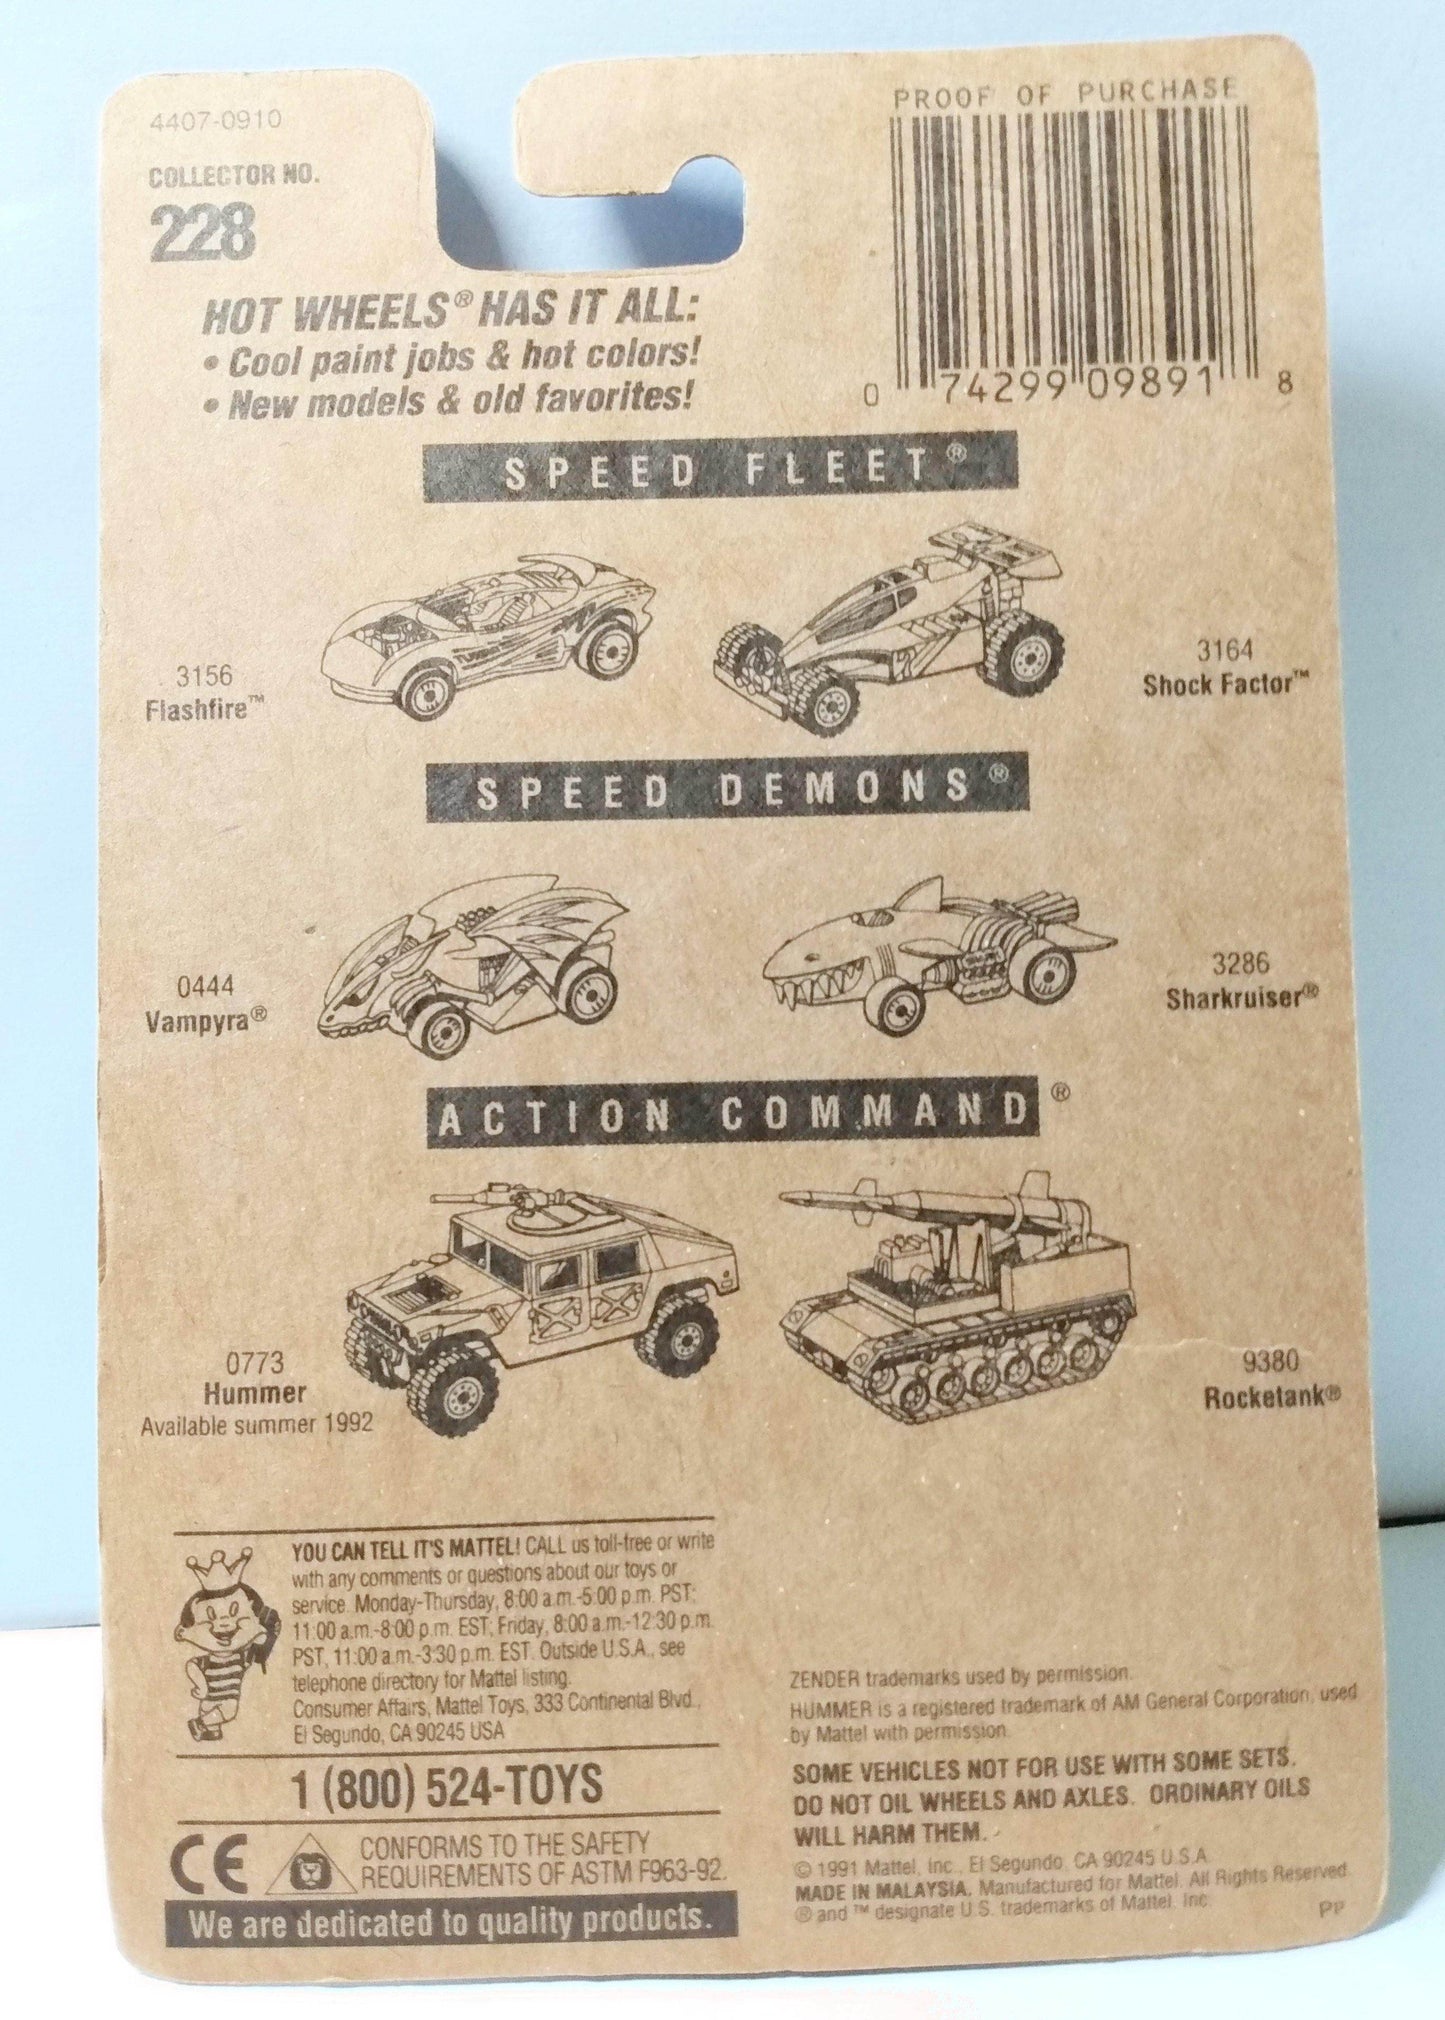 4407-0910
COLLECTOR NO.
228
PROOF OF PURCHASE
0 74299 09891 8
HOT WHEELS® HAS IT ALL:
• Cool paint jobs & hot colors!
• New models & old favorites!
SPEED FLEET®
3156
Flashfire™
3164
Shock Factor™
SPEED DEMONS®
0444
Vampyra®
3286
Sharkruiser®
ACTION COMMAND®
0773
Hummer
Available summer 1992
9380
Rocketank®
YOU CAN TELL IT'S MATTEL! CALL us toll-free or write
with any comments or questions about our toys or
service. Monday-Thursday, 8:00 a.m.-5:00 p.m. PST;
11:00 a.m.-8:00 p.m. EST; Friday, 8:00 a.m.-12:30 p.m.
PST, 11:00 a.m.-3:30 p.m. EST. Outside U.S.A., see
telephone directory for Mattel listing.
Consumer Affairs, Mattel Toys, 333 Continental Blvd.,
El Segundo, CA 90245 USA
1 (800) 524-TOYS
CE CONFORMS TO THE SAFETY
REQUIREMENTS OF ASTM F963-92.
We are dedicated to quality products.
ZENDER trademarks used by permission.
HUMMER is a registered trademark of AM General Corporation, used
by Mattel with permission.
SOME VEHICLES NOT FOR USE WITH SOME SETS.
DO NOT OIL WHEELS AND AXLES. ORDINARY OILS
WILL HARM THEM.
© 1991 Mattel, Inc., El Segundo, CA 90245 U.S.A.
MADE IN MALAYSIA. Manufactured for Mattel. All Rights Reserved.
® and ™ designate U.S. trademarks of Mattel, Inc.
PP